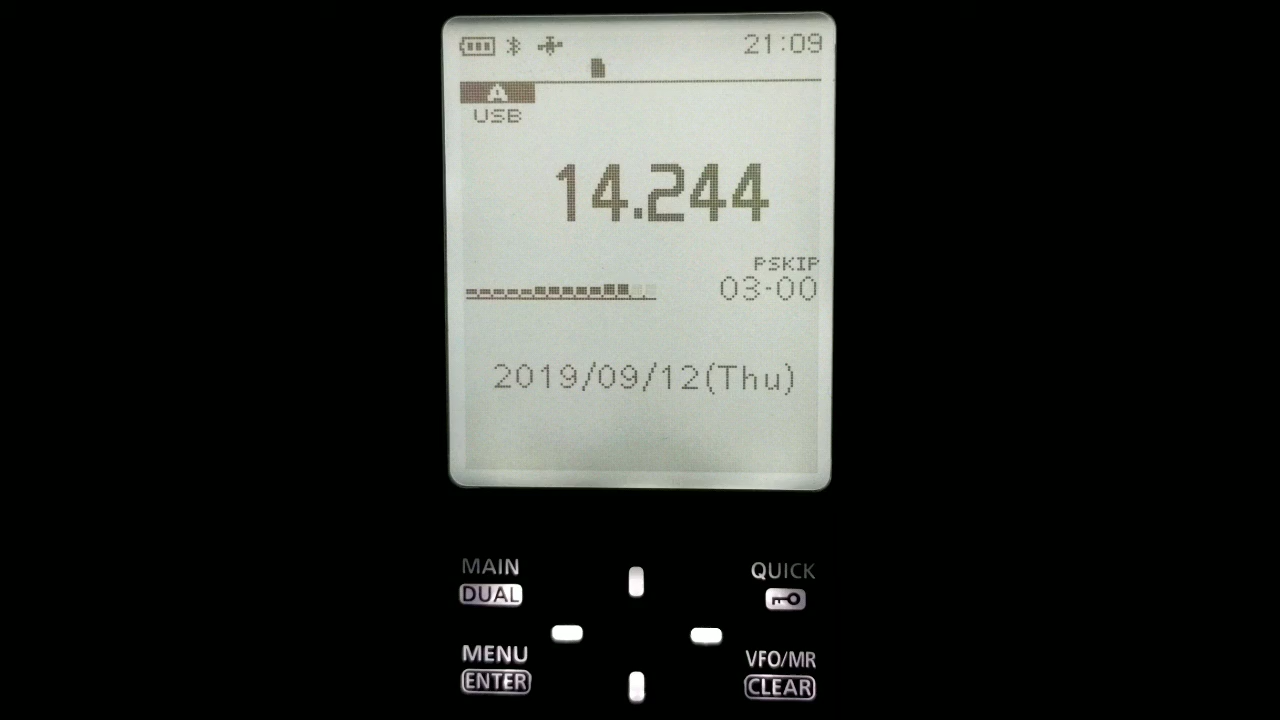 21:09
A
USB
14.244
PSKIP
03-00
2019/09/12(Thu)
MAIN
QUICK
DUAL
MENU
VFO/MR
ENTER
CLEAR